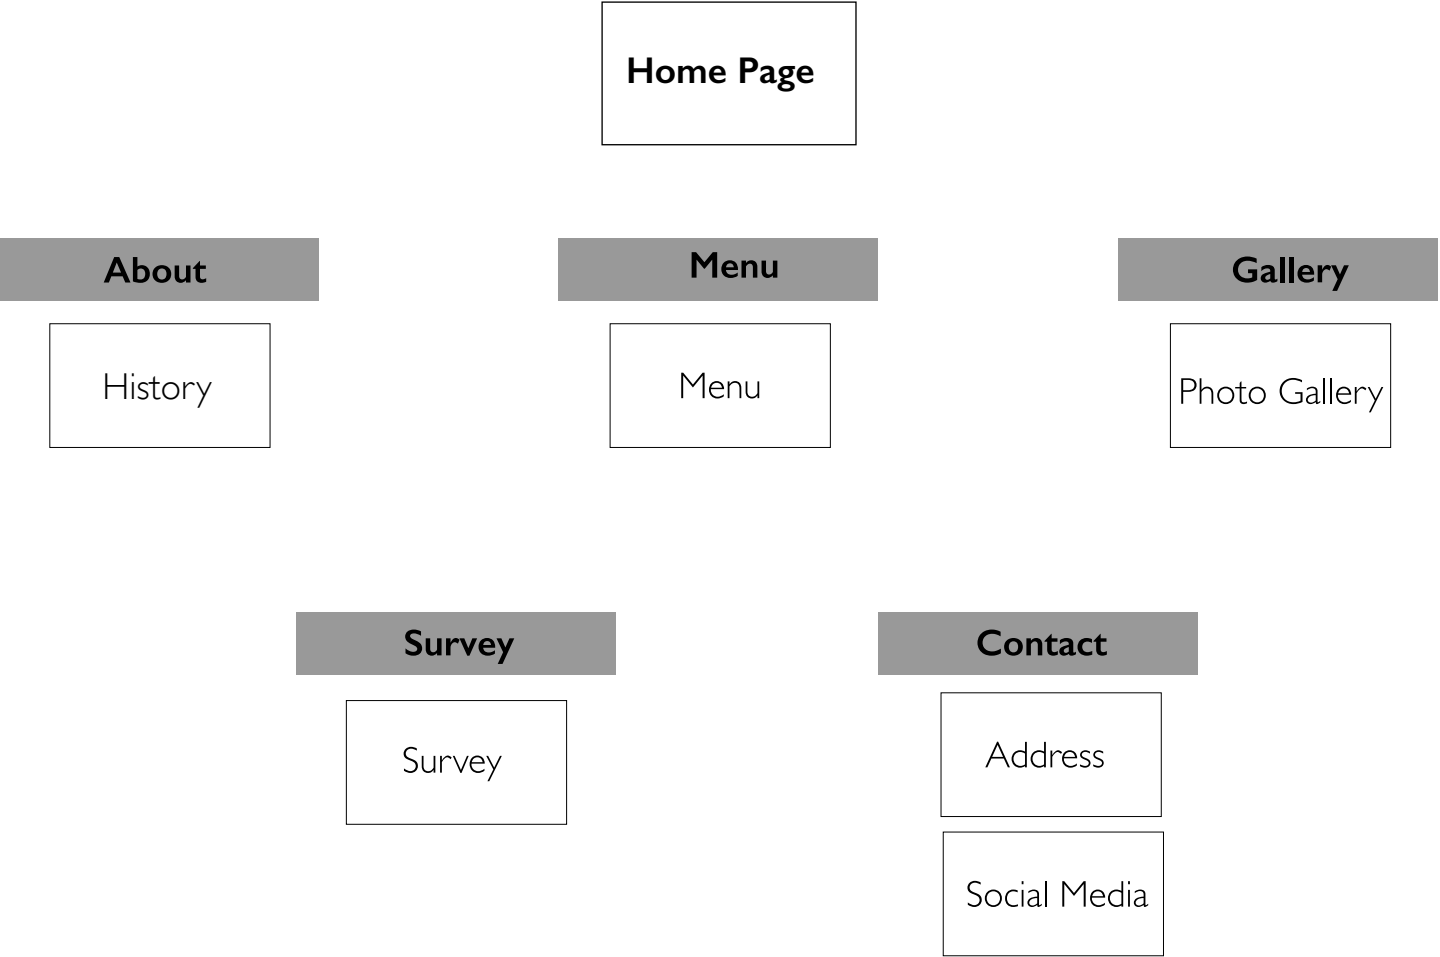 Home Page
About
Menu
Gallery
History
Menu
Photo Gallery
Survey
Contact
Survey
Address
Social Media